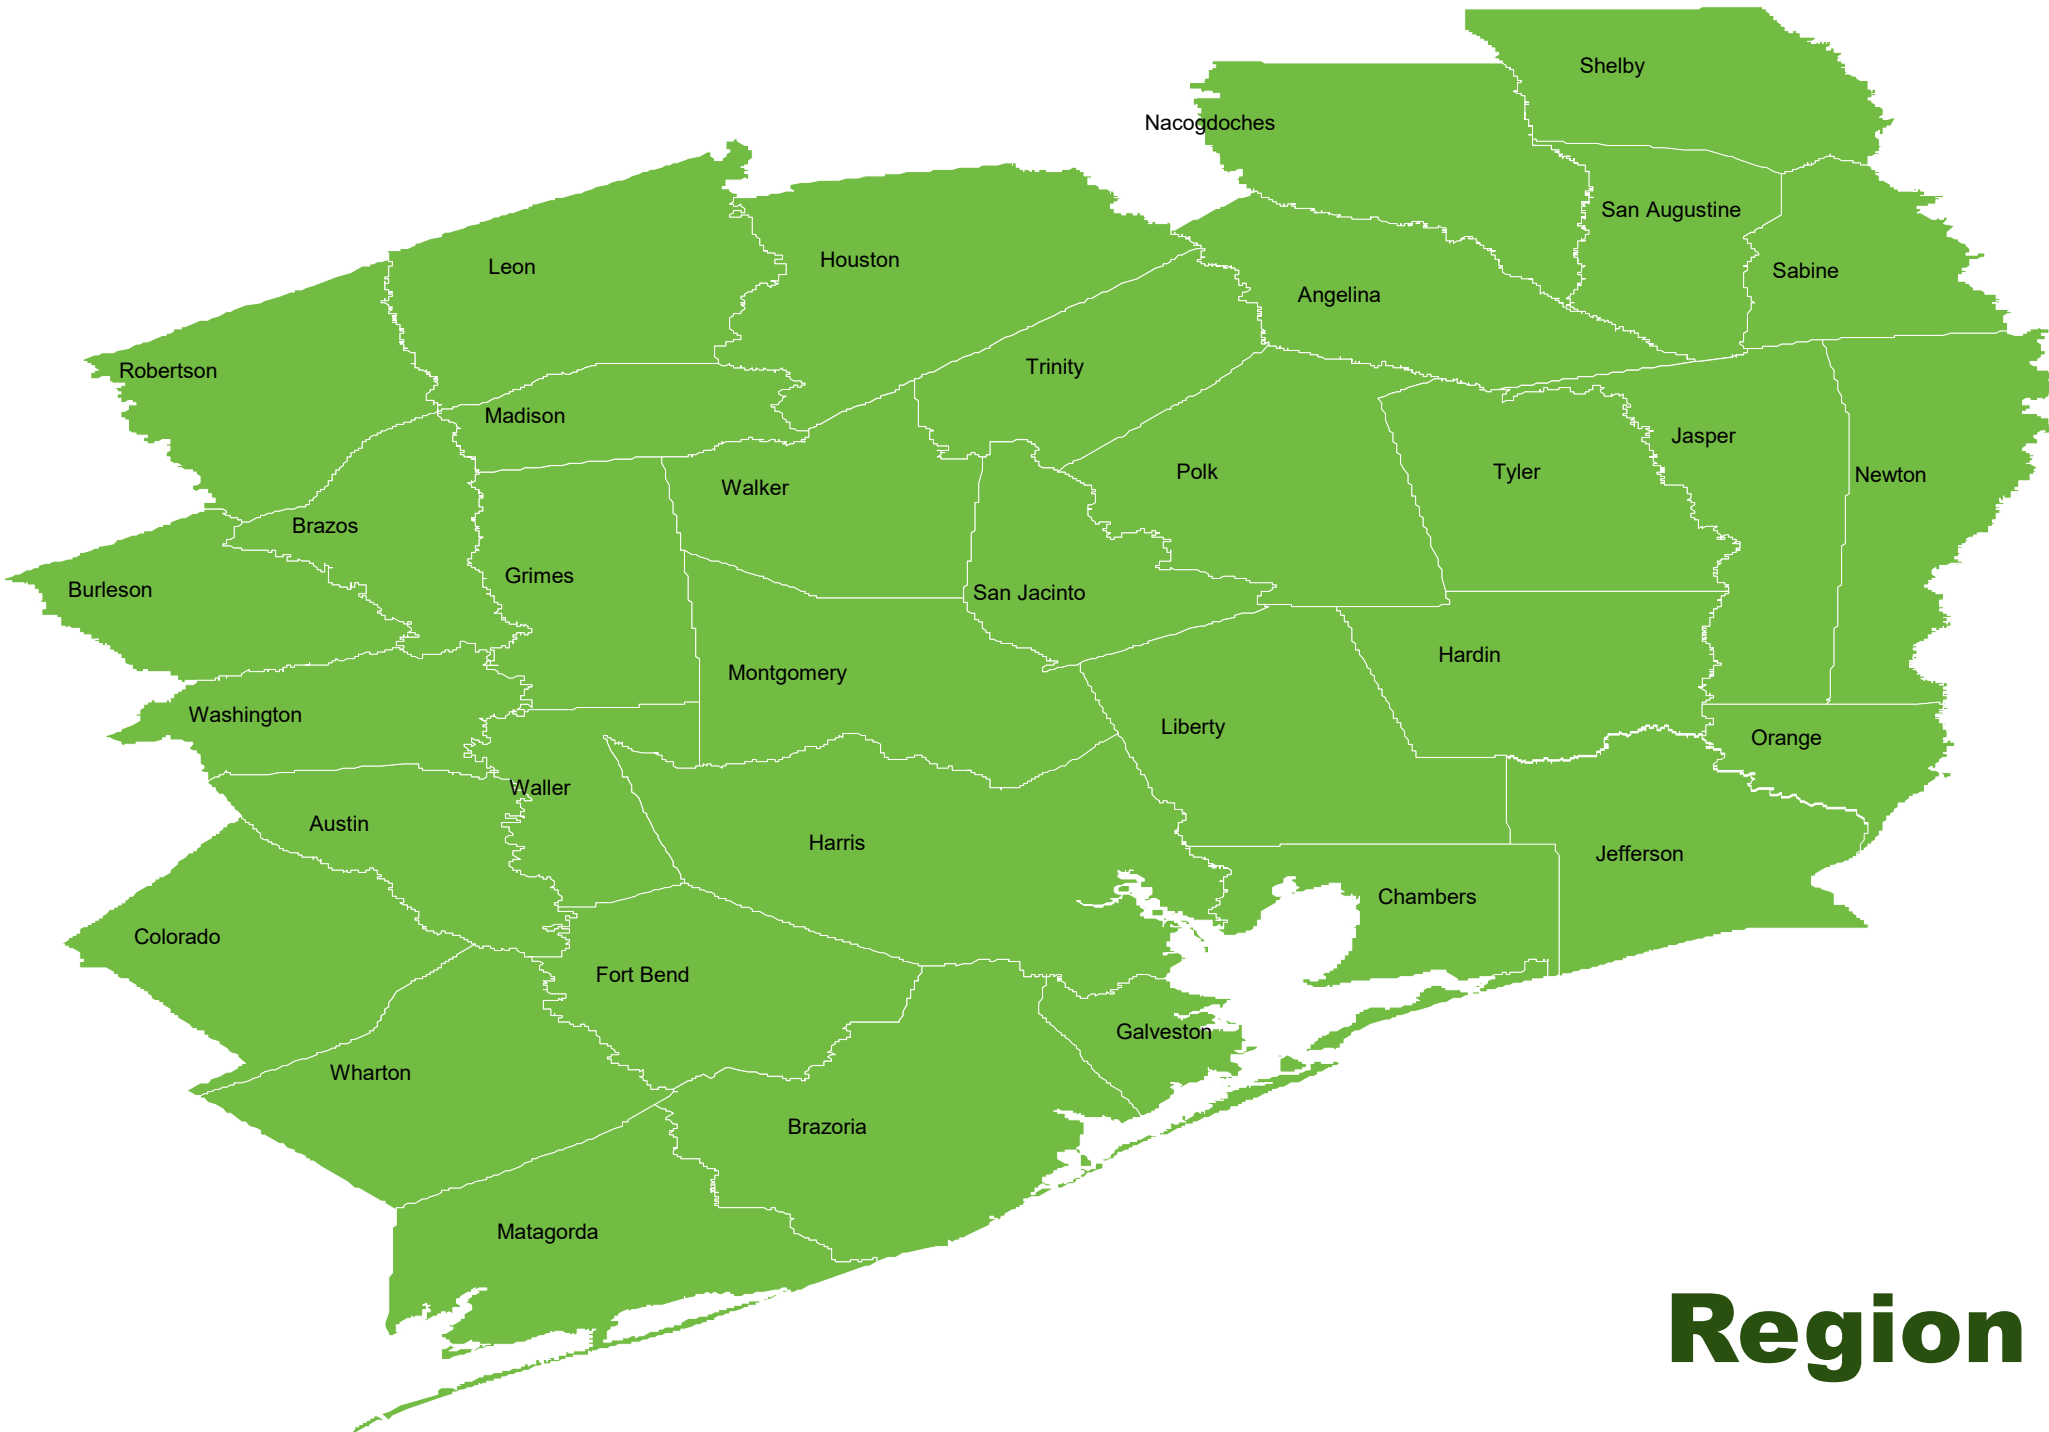 Shelby
Nacogdoches
San Augustine
Houston
Leon
Sabine
Angelina
Trinity
Robertson
Madison
Jasper
Polk
Tyler
Newton
Walker
Brazos
Grimes
Burleson
San Jacinto
Hardin
Montgomery
Washington
Liberty
Orange
Waller
Austin
Harris
Jefferson
Chambers
Colorado
Fort Bend
Galveston
Wharton
Brazoria
Matagorda
Region